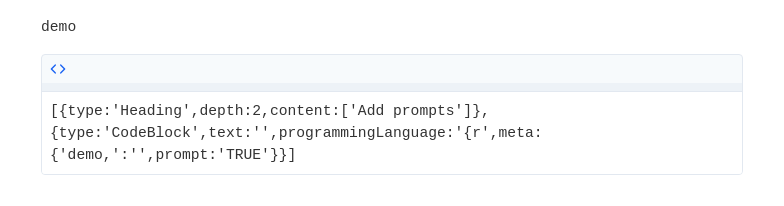 demo
[{type:'Heading',depth:2,content:['Add prompts']},
{type:'CodeBlock',text:'',programmingLanguage:'{r',meta:
{'demo,':'',prompt:'TRUE'}}]